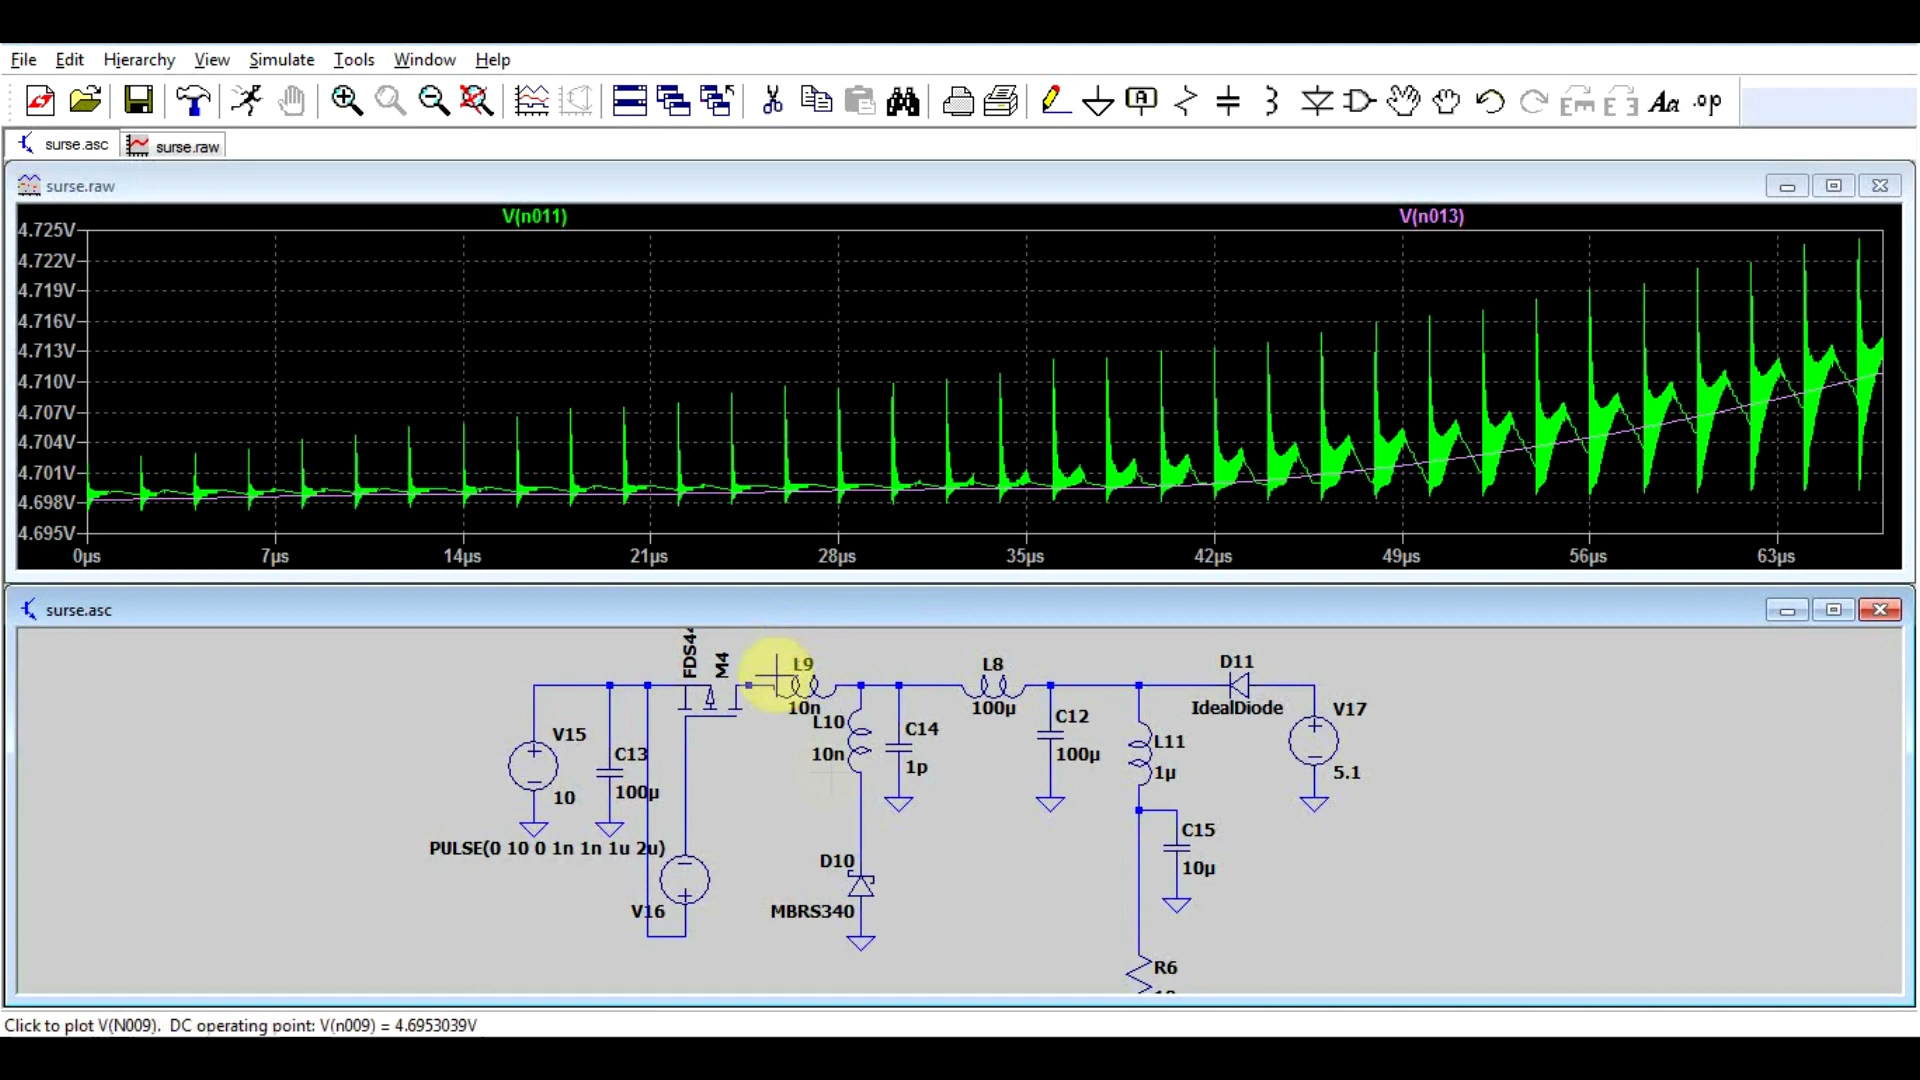 File Edit Hierarchy View Simulate Tools Window Help
A Aa .op
surse.asc surse.raw
surse.raw
V(n011) V(n013)
4.725V
4.722V
4.719V
4.716V
4.713V
4.710V
4.707V
4.704V
4.701V
4.698V
4.695V
0µs 7µs 14µs 21µs 28µs 35µs 42µs 49µs 56µs 63µs
surse.asc
M4
L9
10n
L8
100µ
D11
IdealDiode
V17
5.1
V15
10
C13
100µ
L10
10n
C14
1p
C12
100µ
L11
1µ
C15
10µ
PULSE(0 10 0 1n 1n 1u 2u)
V16
D10
MBRS340
R6
Click to plot V(N009). DC operating point: V(n009) = 4.6953039V